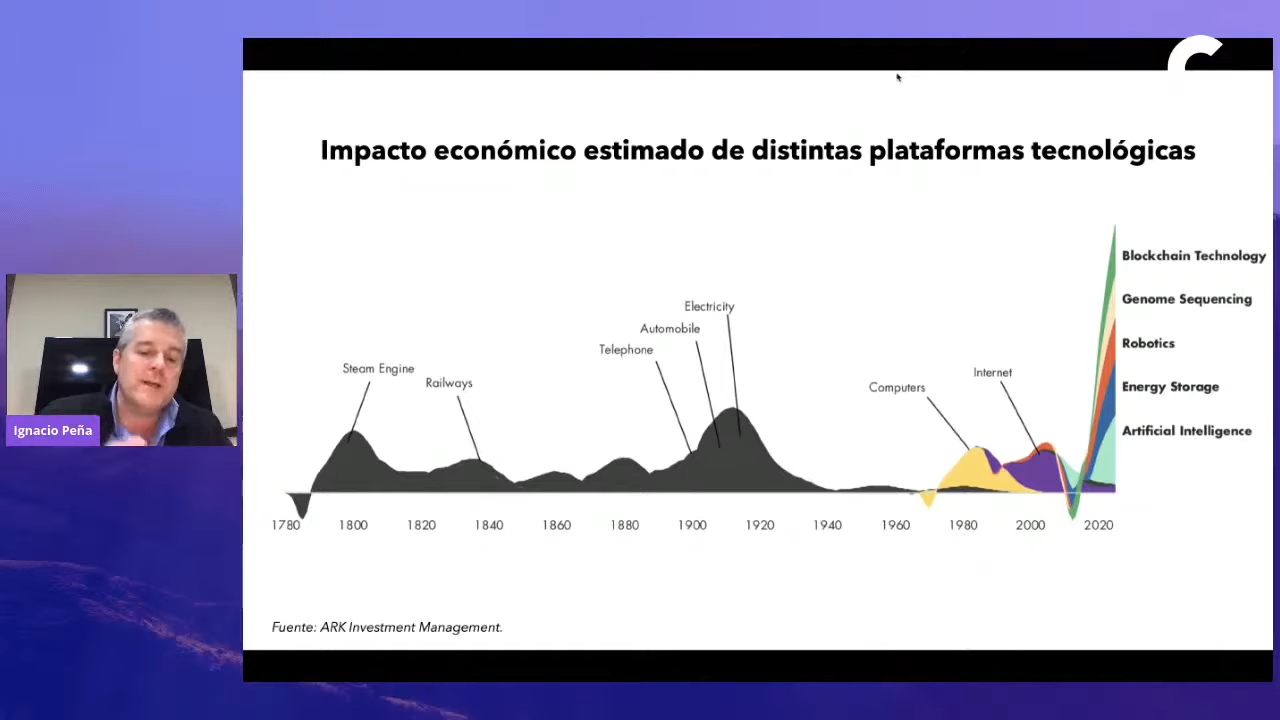 Impacto económico estimado de distintas plataformas tecnológicas
Blockchain Technology
Genome Sequencing
Electricity
Automobile
Robotics
Telephone
Steam Engine
Internet
Railways
Computers
Energy Storage
Ignacio Peña
Artificial Intelligence
1780 1800 1820 1840 1860 1880 1900 1920 1940 1960 1980 2000 2020
Fuente: ARK Investment Management.